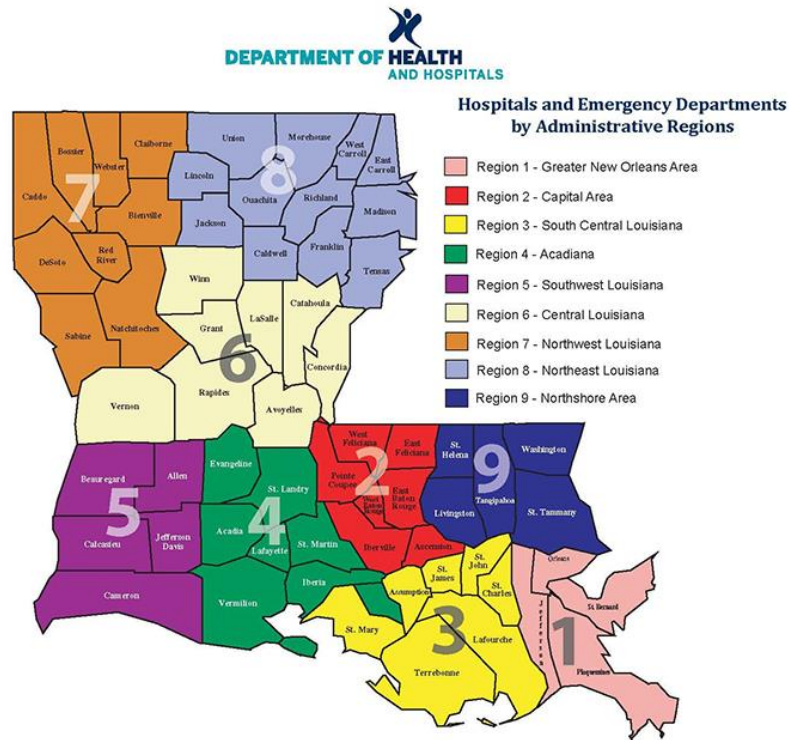 DEPARTMENT OF HEALTH
AND HOSPITALS
Hospitals and Emergency Departments
by Administrative Regions
Region 1 - Greater New Orleans Area
Region 2 - Capital Area
Region 3 - South Central Louisiana
Region 4 - Acadiana
Region 5 - Southwest Louisiana
Region 6 - Central Louisiana
Region 7 - Northwest Louisiana
Region 8 - Northeast Louisiana
Region 9 - Northshore Area
7
Caddo
Bossier
Webster
Claiborne
Bienville
DeSoto
Red
River
Sabine
Natchitoches
8
Union
Morehouse
West
Carroll
East
Carroll
Lincoln
Ouachita
Richland
Madison
Jackson
Caldwell
Franklin
Tensas
6
Winn
Grant
LaSalle
Catahoula
Concordia
Vernon
Rapides
Avoyelles
5
Beauregard
Allen
Calcasieu
Jefferson
Davis
Cameron
4
Evangeline
St. Landry
Acadia
Lafayette
St. Martin
Iberia
Vermilion
2
West
Feliciana
East
Feliciana
Pointe
Coupee
West
Baton
Rouge
East
Baton
Rouge
Iberville
Ascension
9
St.
Helena
Washington
Tangipahoa
Livingston
St. Tammany
3
St.
James
St.
John
St.
Charles
Assumption
St. Mary
Lafourche
Terrebonne
1
Orleans
Jefferson
St. Bernard
Plaquemines